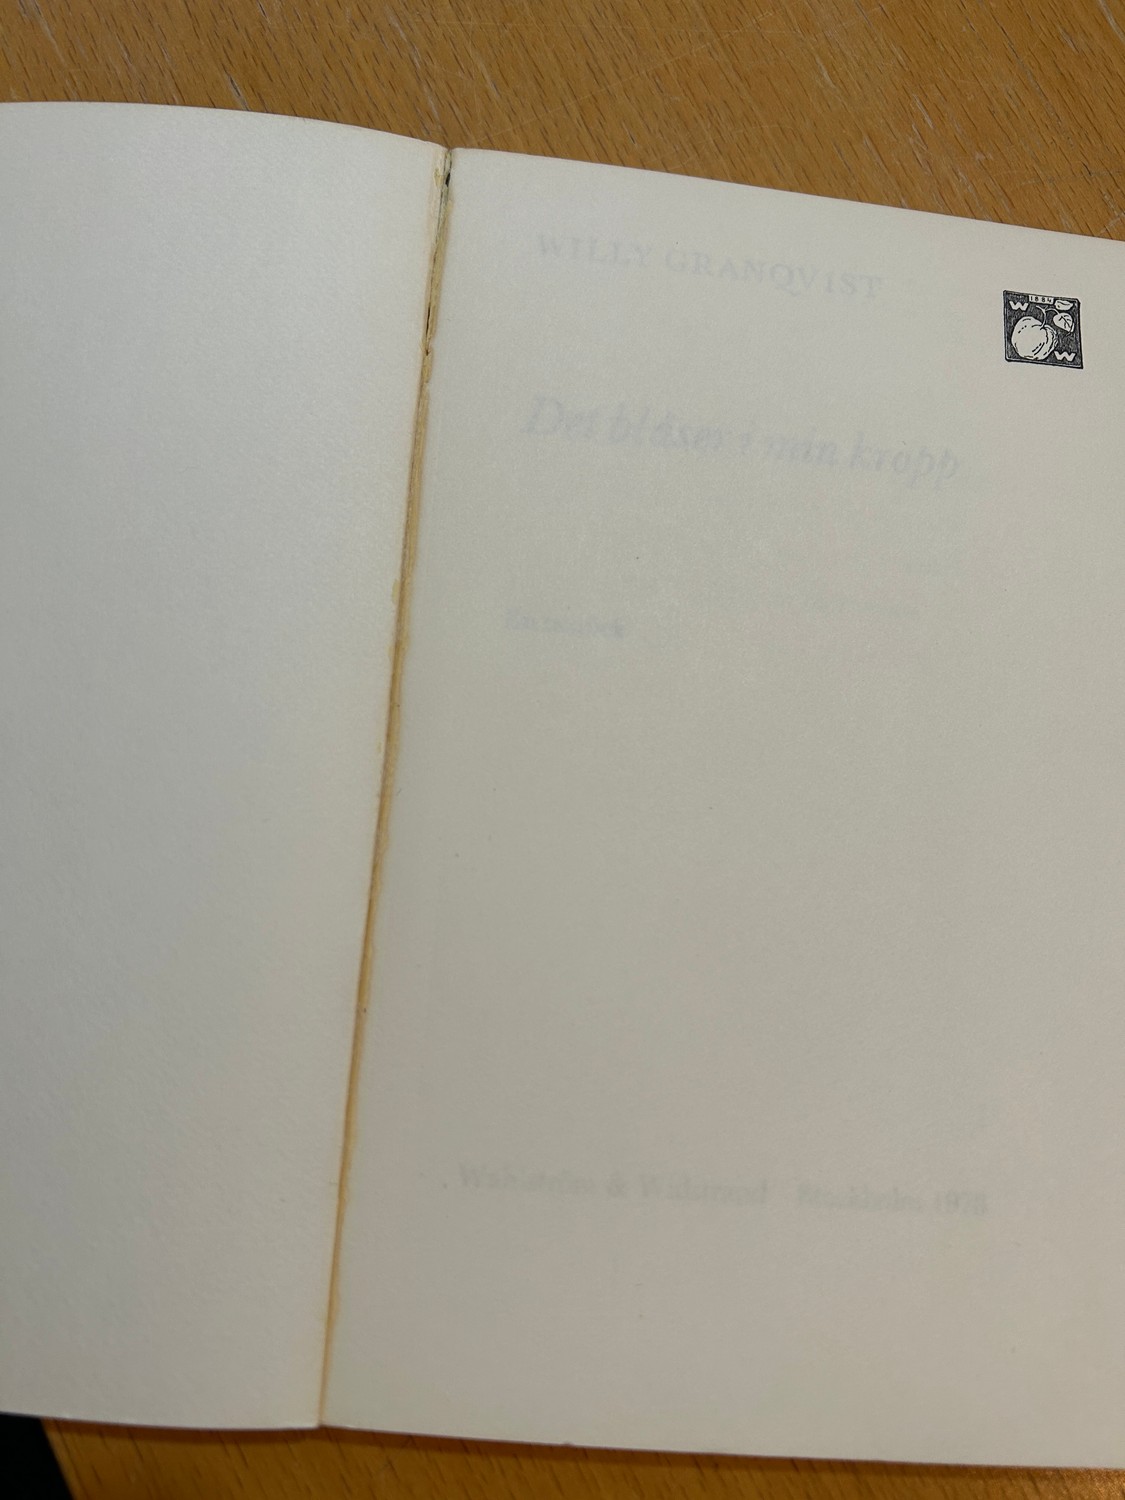 WILLY GRANQVIST
W 1884
W
Det blåser i min kropp
Wahlström & Widstrand Stockholm